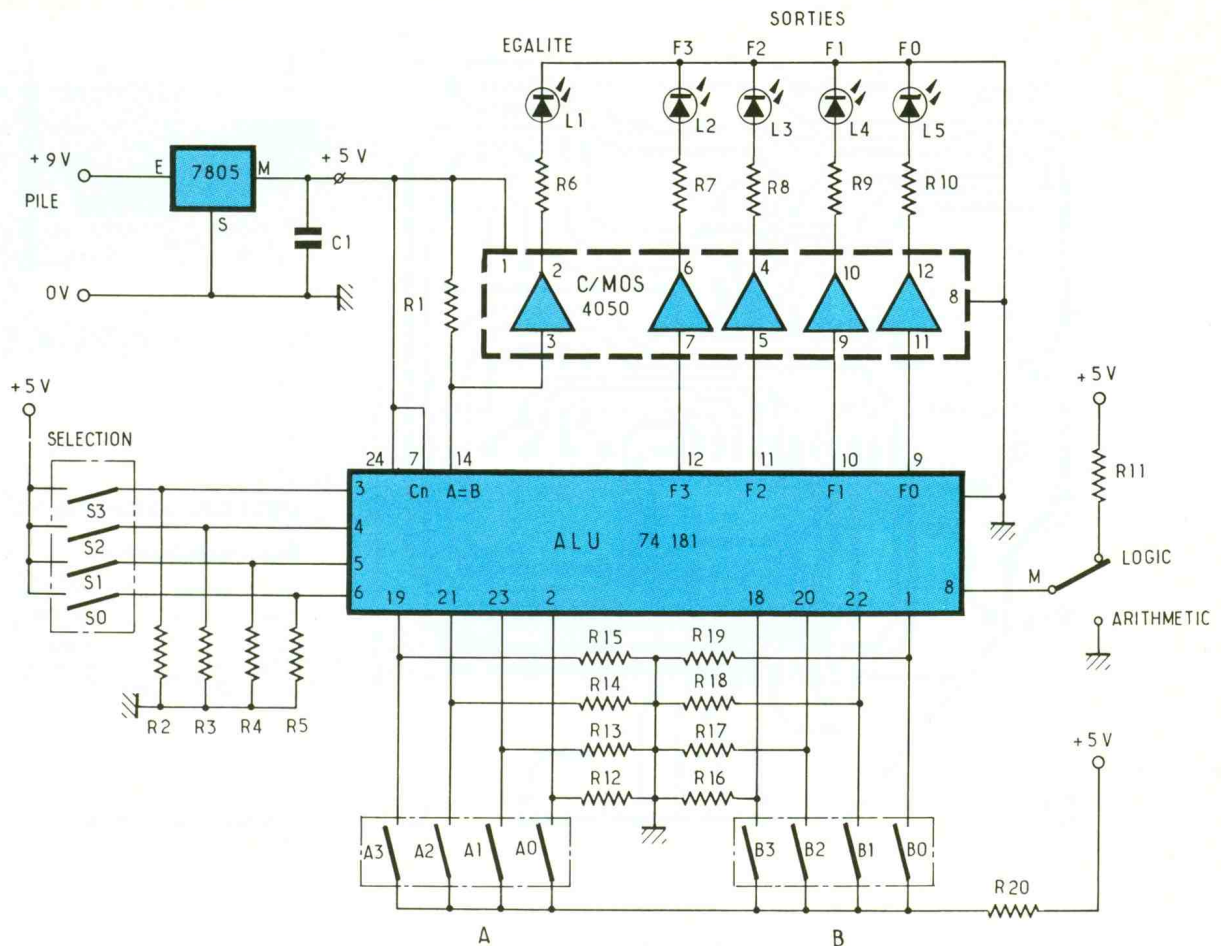 SORTIES
EGALITE F3 F2 F1 F0
L1 L2 L3 L4 L5
+9V E 7805 M +5V
PILE S C1
0V
R6 R7 R8 R9 R10
R1
1 2 C/MOS 6 4 10 12
4050 8
3 7 5 9 11
+5V
SELECTION
+5V
R11
24 7 14 12 11 10 9
Cn A=B F3 F2 F1 F0
3 S3
4 S2
5 S1
6 S0
ALU 74 181
LOGIC
M
8
ARITHMETIC
19 21 23 2 18 20 22 1
R2 R3 R4 R5
R15 R19
R14 R18
R13 R17
R12 R16
+5V
A3 A2 A1 A0 B3 B2 B1 B0
R20
A B